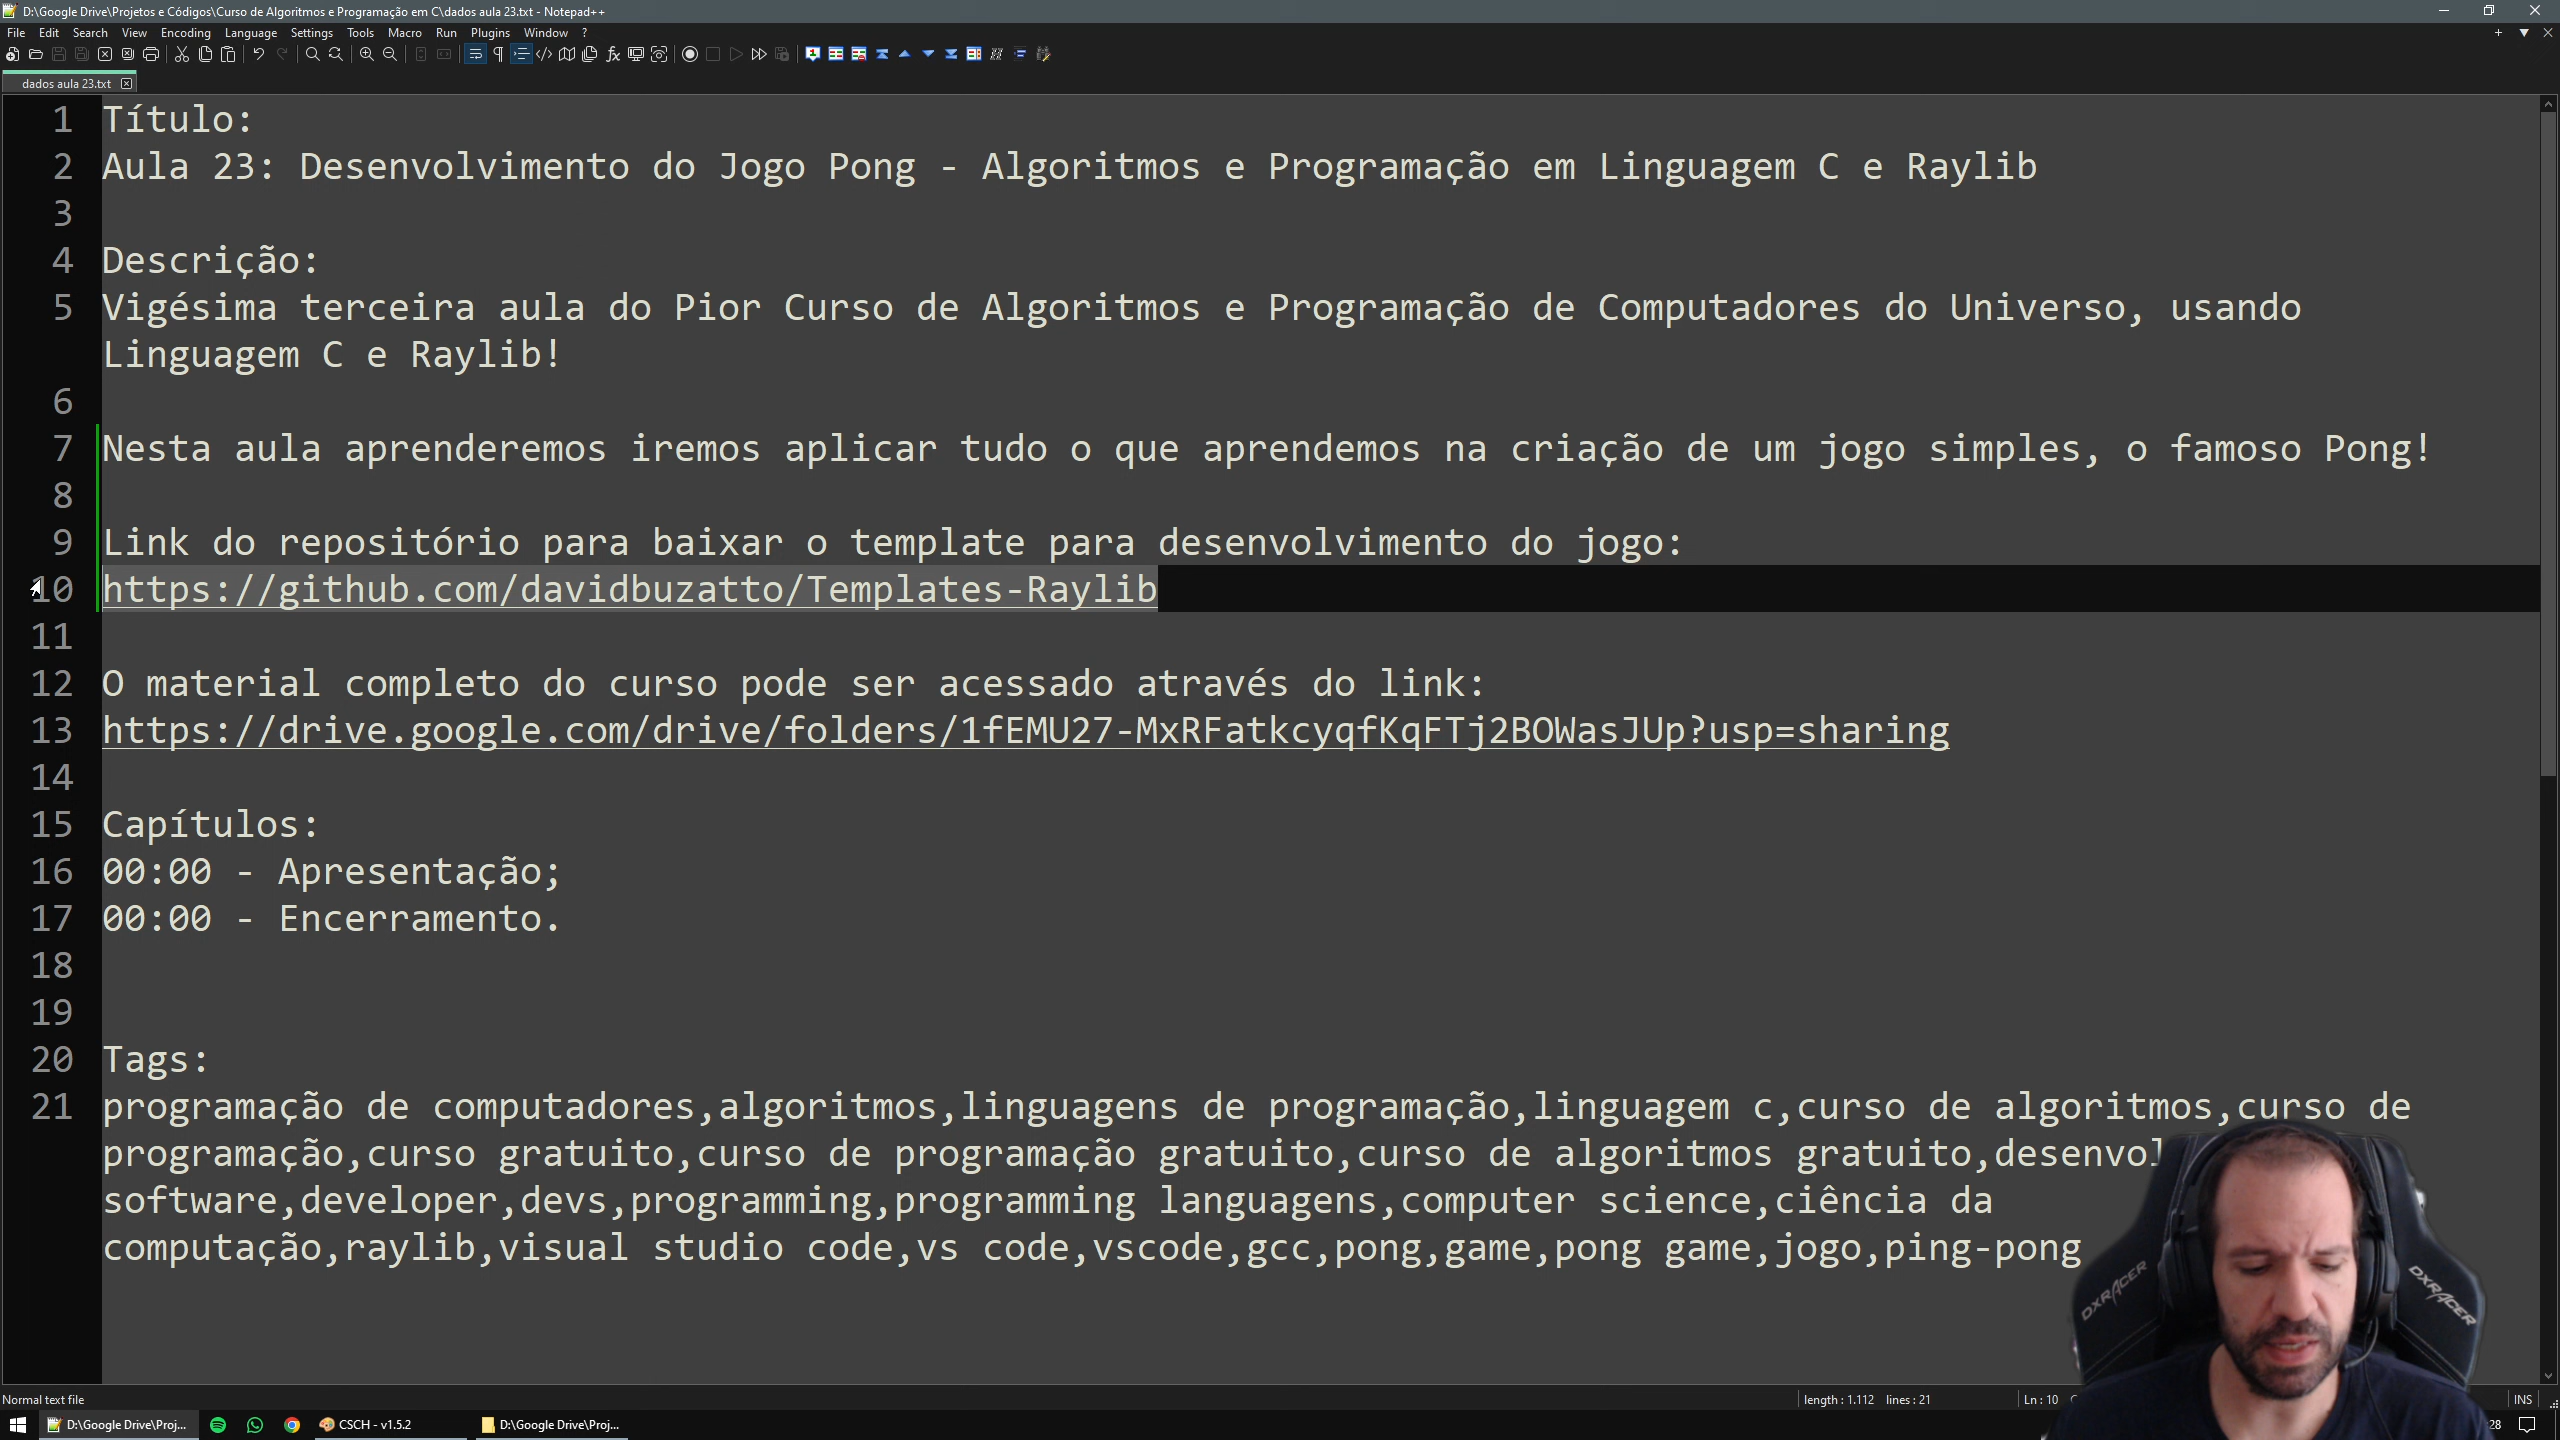 D:\Google Drive\Projetos e Códigos\Curso de Algoritmos e Programação em C\dados aula 23.txt - Notepad++
File Edit Search View Encoding Language Settings Tools Macro Run Plugins Window ?
dados aula 23.txt
1 Título:
2 Aula 23: Desenvolvimento do Jogo Pong - Algoritmos e Programação em Linguagem C e Raylib
3
4 Descrição:
5 Vigésima terceira aula do Pior Curso de Algoritmos e Programação de Computadores do Universo, usando
Linguagem C e Raylib!
6
7 Nesta aula aprenderemos iremos aplicar tudo o que aprendemos na criação de um jogo simples, o famoso Pong!
8
9 Link do repositório para baixar o template para desenvolvimento do jogo:
10 https://github.com/davidbuzatto/Templates-Raylib
11
12 O material completo do curso pode ser acessado através do link:
13 https://drive.google.com/drive/folders/1fEMU27-MxRFatkcyqfKqFTj2BOWasJUp?usp=sharing
14
15 Capítulos:
16 00:00 - Apresentação;
17 00:00 - Encerramento.
18
19
20 Tags:
21 programação de computadores,algoritmos,linguagens de programação,linguagem c,curso de algoritmos,curso de
programação,curso gratuito,curso de programação gratuito,curso de algoritmos gratuito,desenvol
software,developer,devs,programming,programming languagens,computer science,ciência da
computação,raylib,visual studio code,vs code,vscode,gcc,pong,game,pong game,jogo,ping-pong
DXRACER DXRACER
Normal text file length : 1.112 lines : 21 Ln : 10 INS
D:\Google Drive\Proj... CSCH - v1.5.2 D:\Google Drive\Proj... 28